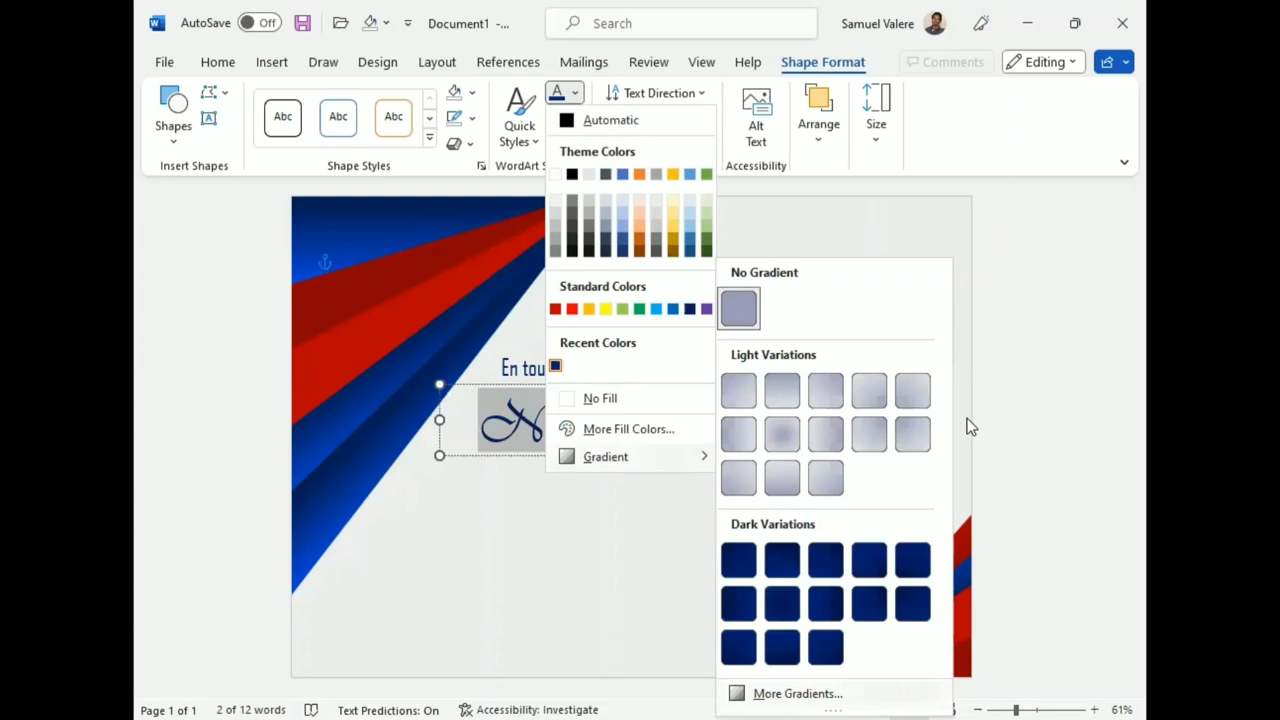 AutoSave Off Document1 -... Search Samuel Valere
File Home Insert Draw Design Layout References Mailings Review View Help Shape Format Comments Editing
Shapes
Abc Abc Abc
Quick
Styles
A
Text Direction
Alt
Text
Arrange
Size
Insert Shapes Shape Styles WordArt Accessibility
Automatic
Theme Colors
Standard Colors
Recent Colors
No Fill
More Fill Colors...
Gradient
No Gradient
Light Variations
Dark Variations
More Gradients...
En tou
N
Page 1 of 1 2 of 12 words Text Predictions: On Accessibility: Investigate 61%